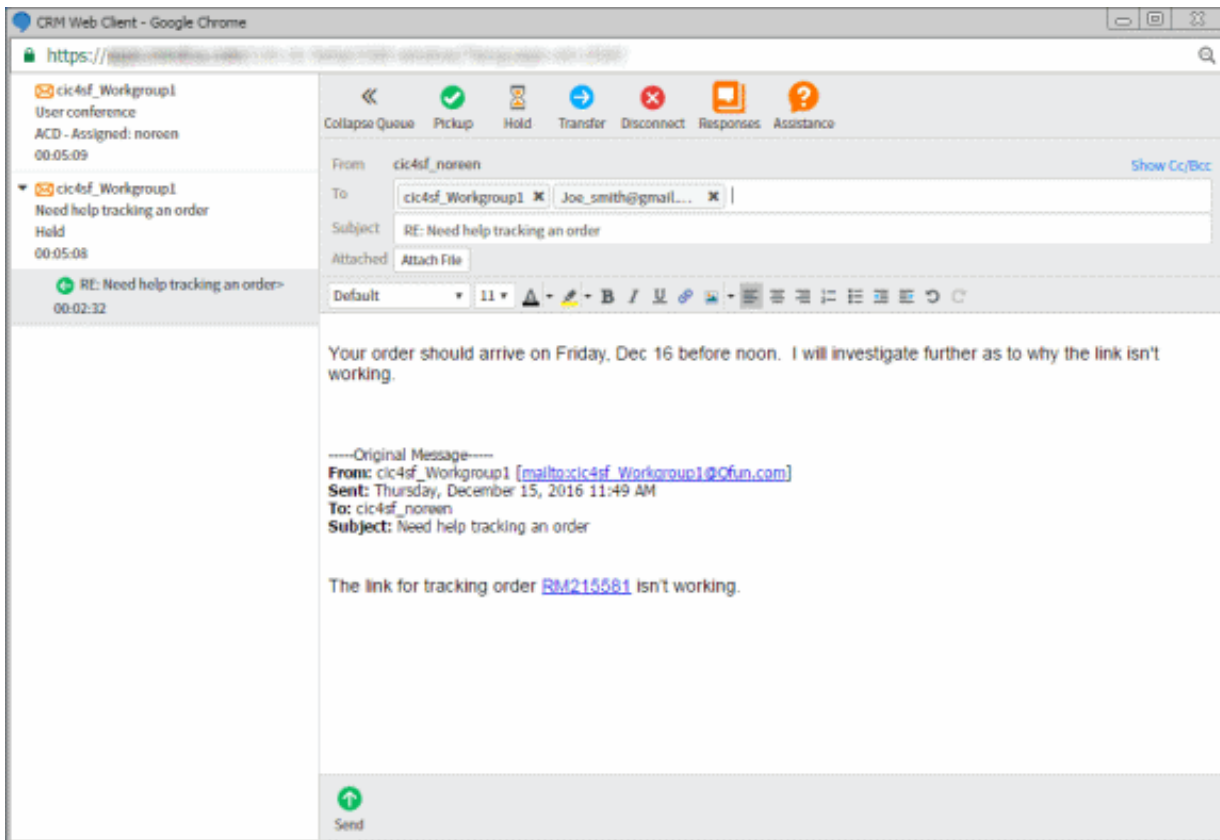 CRM Web Client - Google Chrome
https://
cic4sf_Workgroup1
User conference
ACD - Assigned: noreen
00:05:09
cic4sf_Workgroup1
Need help tracking an order
Held
00:05:08
RE: Need help tracking an order>
00:02:32
Collapse Queue Pickup Hold Transfer Disconnect Responses Assistance
From cic4sf_noreen Show Cc/Bcc
To cic4sf_Workgroup1 Joe_smith@gmail....
Subject RE: Need help tracking an order
Attached Attach File
Default 11 A B I U
Your order should arrive on Friday, Dec 16 before noon.  I will investigate further as to why the link isn't
working.
-----Original Message-----
From: cic4sf_Workgroup1 [mailto:cic4sf_Workgroup1@Qfun.com]
Sent: Thursday, December 15, 2016 11:49 AM
To: cic4sf_noreen
Subject: Need help tracking an order
The link for tracking order RM215581 isn't working.
Send